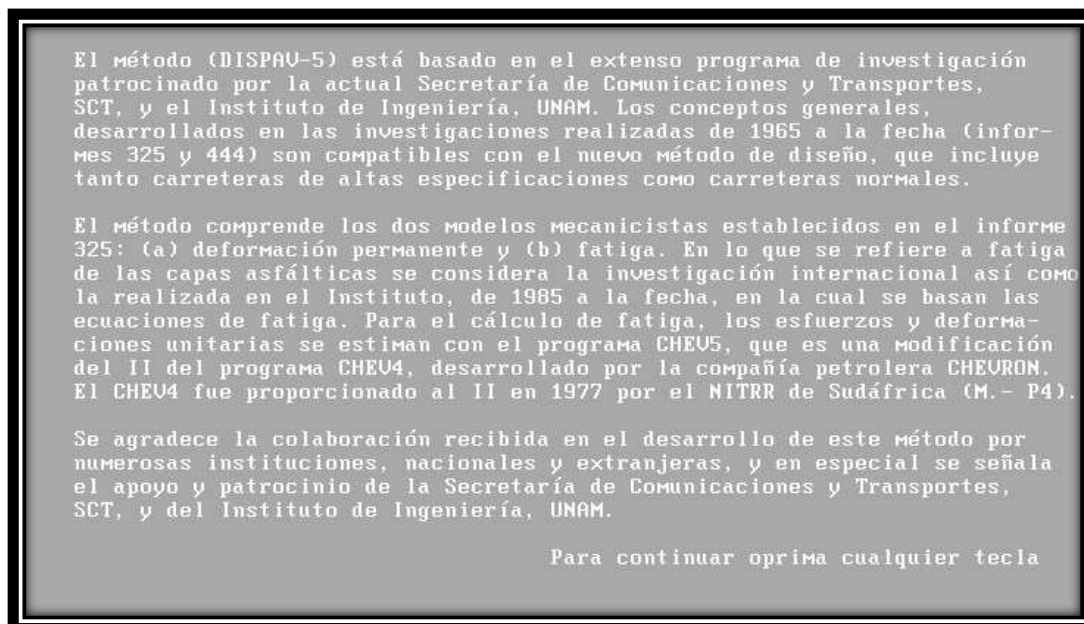 El método (DISPAV-5) está basado en el extenso programa de investigación
patrocinado por la actual Secretaría de Comunicaciones y Transportes,
SCT, y el Instituto de Ingeniería, UNAM. Los conceptos generales,
desarrollados en las investigaciones realizadas de 1965 a la fecha (infor-
mes 325 y 444) son compatibles con el nuevo método de diseño, que incluye
tanto carreteras de altas especificaciones como carreteras normales.
El método comprende los dos modelos mecanicistas establecidos en el informe
325: (a) deformación permanente y (b) fatiga. En lo que se refiere a fatiga
de las capas asfálticas se considera la investigación internacional así como
la realizada en el Instituto, de 1985 a la fecha, en la cual se basan las
ecuaciones de fatiga. Para el cálculo de fatiga, los esfuerzos y deforma-
ciones unitarias se estiman con el programa CHEV5, que es una modificación
del II del programa CHEV4, desarrollado por la compañía petrolera CHEVRON.
El CHEV4 fue proporcionado al II en 1977 por el NITRR de Sudáfrica (M.- P4).
Se agradece la colaboración recibida en el desarrollo de este método por
numerosas instituciones, nacionales y extranjeras, y en especial se señala
el apoyo y patrocinio de la Secretaría de Comunicaciones y Transportes,
SCT, y del Instituto de Ingeniería, UNAM.
Para continuar oprima cualquier tecla